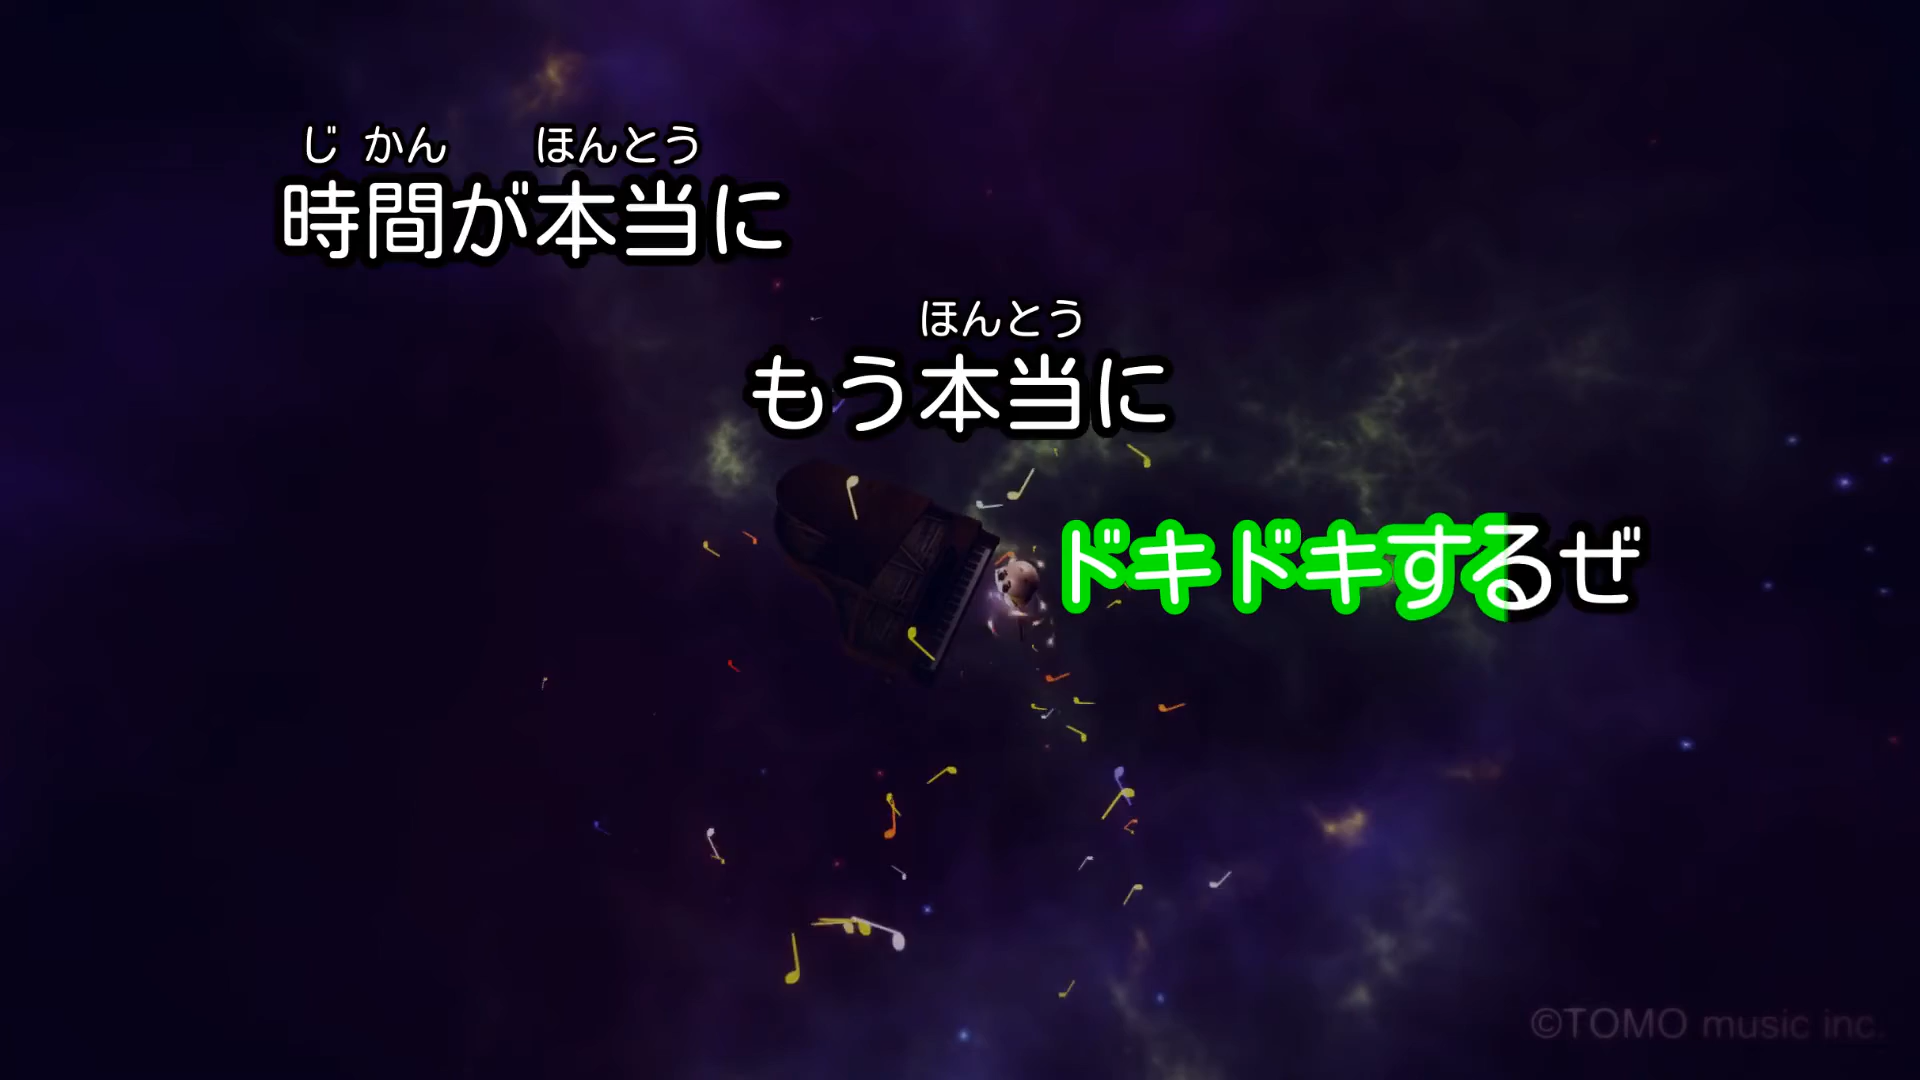 じかん ほんとう
時間が本当に
ほんとう
もう本当に
ドキドキするぜ
©TOMO music inc.